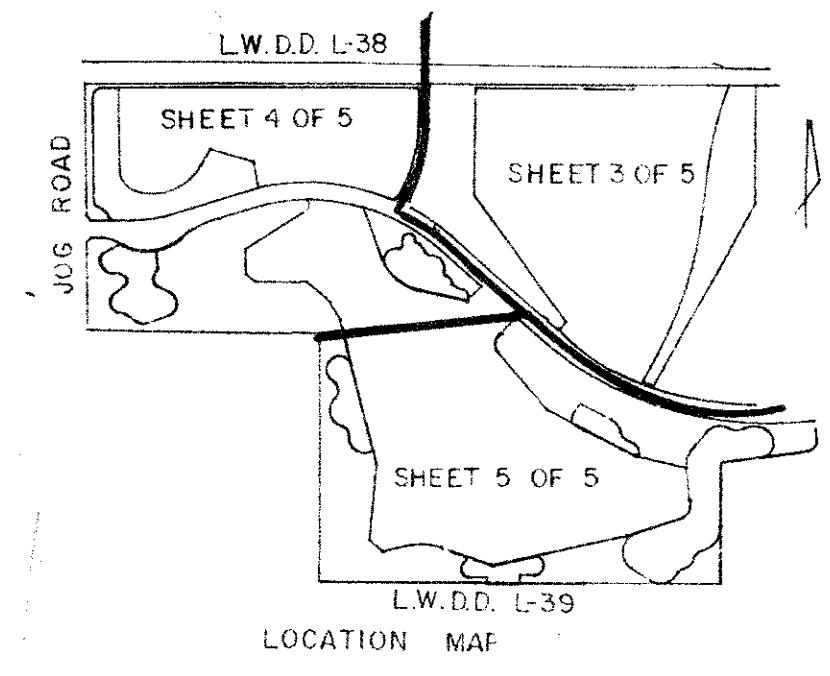 L.W.D.D. L-38
SHEET 4 OF 5
SHEET 3 OF 5
JOG ROAD
SHEET 5 OF 5
L.W.D.D. L-39
LOCATION MAP